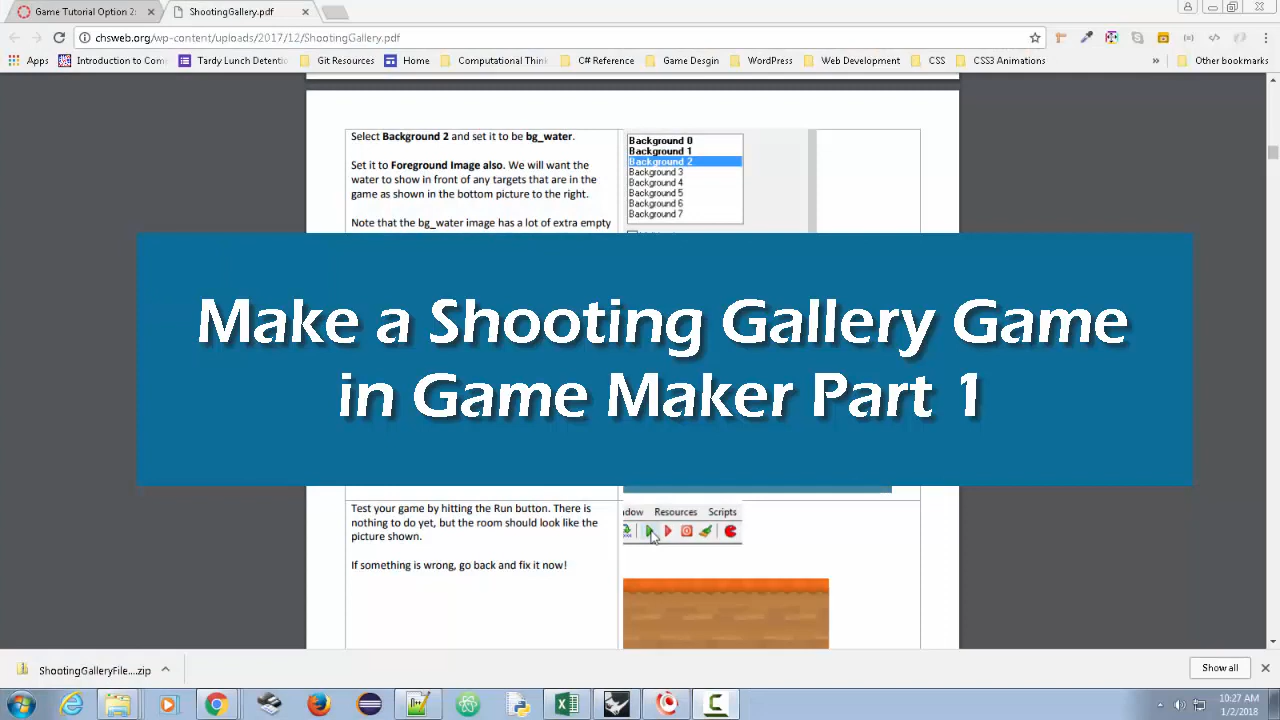 Game Tutorial Option 2:
ShootingGallery.pdf
chsweb.org/wp-content/uploads/2017/12/ShootingGallery.pdf
Apps
Introduction to Com
Tardy Lunch Detenti
Git Resources
Home
Computational Think
C# Reference
Game Desgin
WordPress
Web Development
CSS
CSS3 Animations
»
Other bookmarks
Select Background 2 and set it to be bg_water.
Set it to Foreground Image also. We will want the
water to show in front of any targets that are in the
game as shown in the bottom picture to the right.
Note that the bg_water image has a lot of extra empty
Background 0
Background 1
Background 2
Background 3
Background 4
Background 5
Background 6
Background 7
Make a Shooting Gallery Game
in Game Maker Part 1
Test your game by hitting the Run button. There is
nothing to do yet, but the room should look like the
picture shown.
If something is wrong, go back and fix it now!
ndow Resources Scripts
ShootingGalleryFile....zip
Show all
10:27 AM
1/2/2018